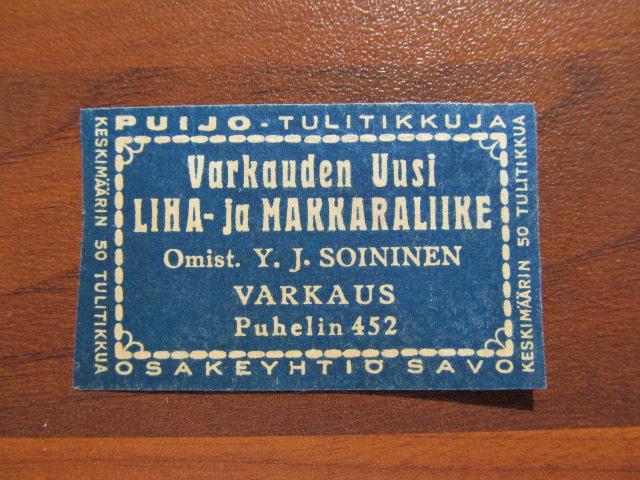 PUIJO-TULITIKKUJA
KESKIMÄÄRIN 50 TULITIKKUA
Varkauden Uusi
LIHA- ja MAKKARALIIKE
Omist. Y. J. SOININEN
VARKAUS
Puhelin 452
KESKIMÄÄRIN 50 TULITIKKUA
OSAKEYHTIÖ SAVO